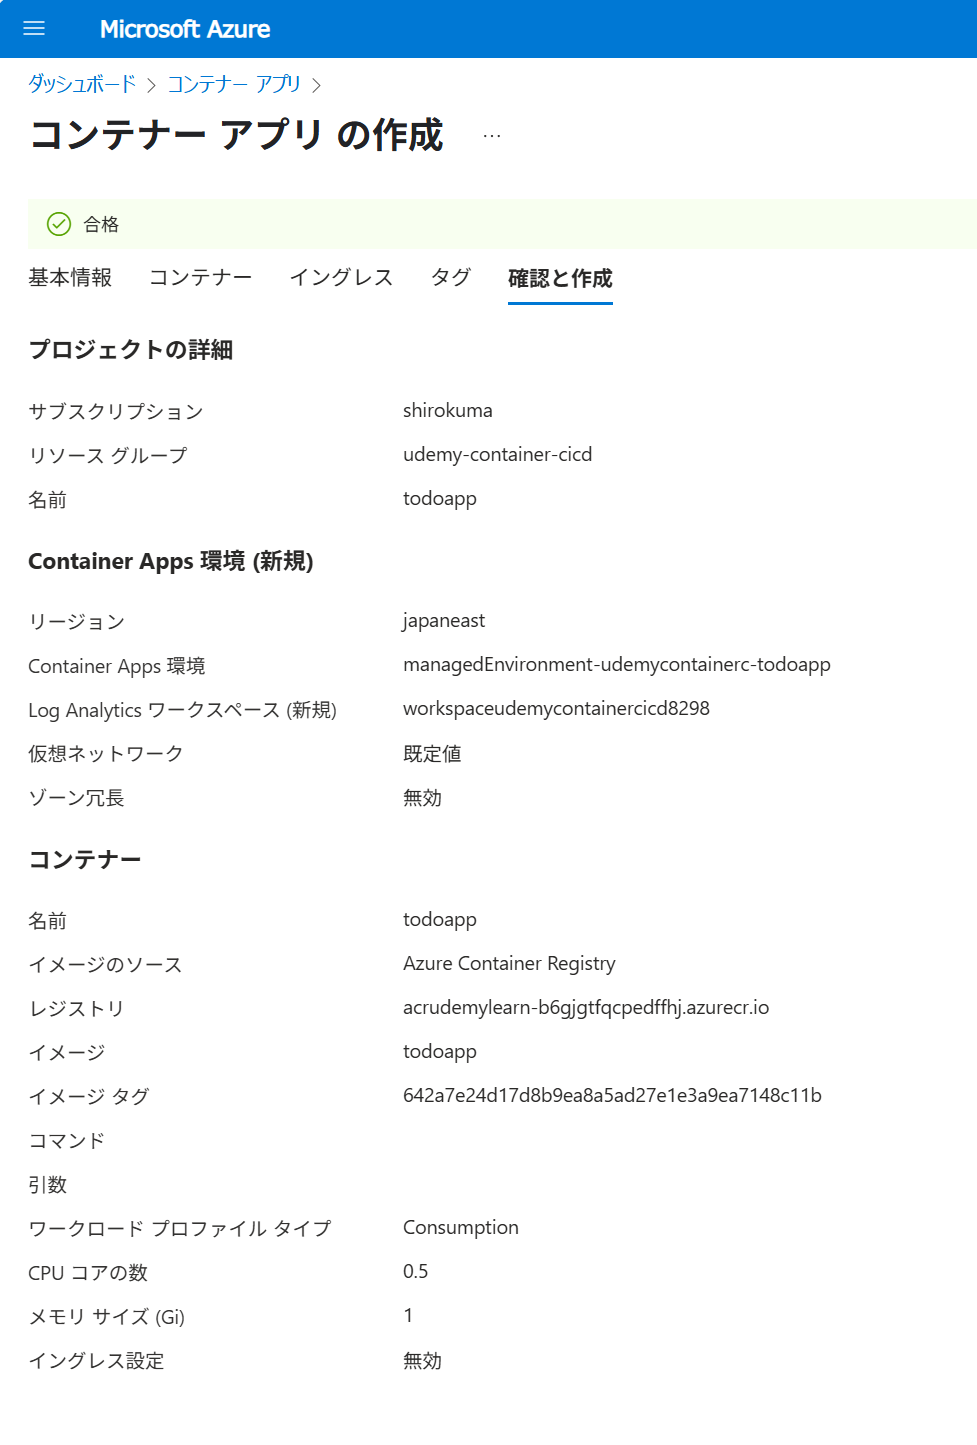 Microsoft Azure
ダッシュボード > コンテナー アプリ >
コンテナー アプリ の作成 …
合格
基本情報 コンテナー イングレス タグ 確認と作成
プロジェクトの詳細
サブスクリプション shirokuma
リソース グループ udemy-container-cicd
名前 todoapp
Container Apps 環境 (新規)
リージョン japaneast
Container Apps 環境 managedEnvironment-udemycontainerc-todoapp
Log Analytics ワークスペース (新規) workspaceudemycontainercicd8298
仮想ネットワーク 既定値
ゾーン冗長 無効
コンテナー
名前 todoapp
イメージのソース Azure Container Registry
レジストリ acrudemylearn-b6gjgtfqcpedffhj.azurecr.io
イメージ todoapp
イメージ タグ 642a7e24d17d8b9ea8a5ad27e1e3a9ea7148c11b
コマンド
引数
ワークロード プロファイル タイプ Consumption
CPU コアの数 0.5
メモリ サイズ (Gi) 1
イングレス設定 無効